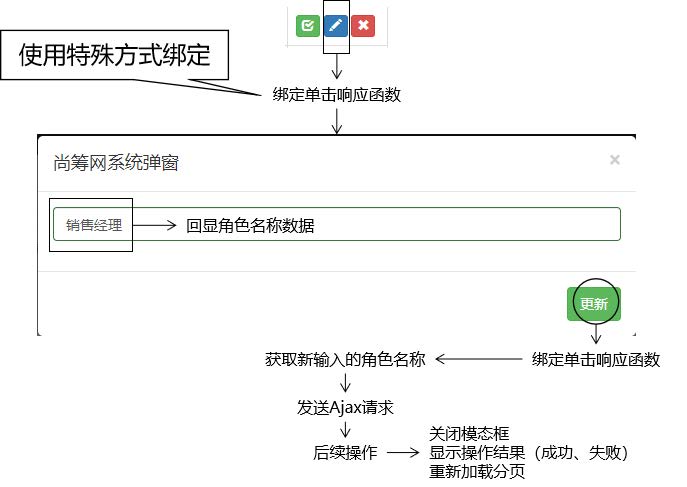 使用特殊方式绑定
绑定单击响应函数
尚筹网系统弹窗
×
销售经理
回显角色名称数据
更新
获取新输入的角色名称
绑定单击响应函数
发送Ajax请求
后续操作
关闭模态框
显示操作结果（成功、失败）
重新加载分页